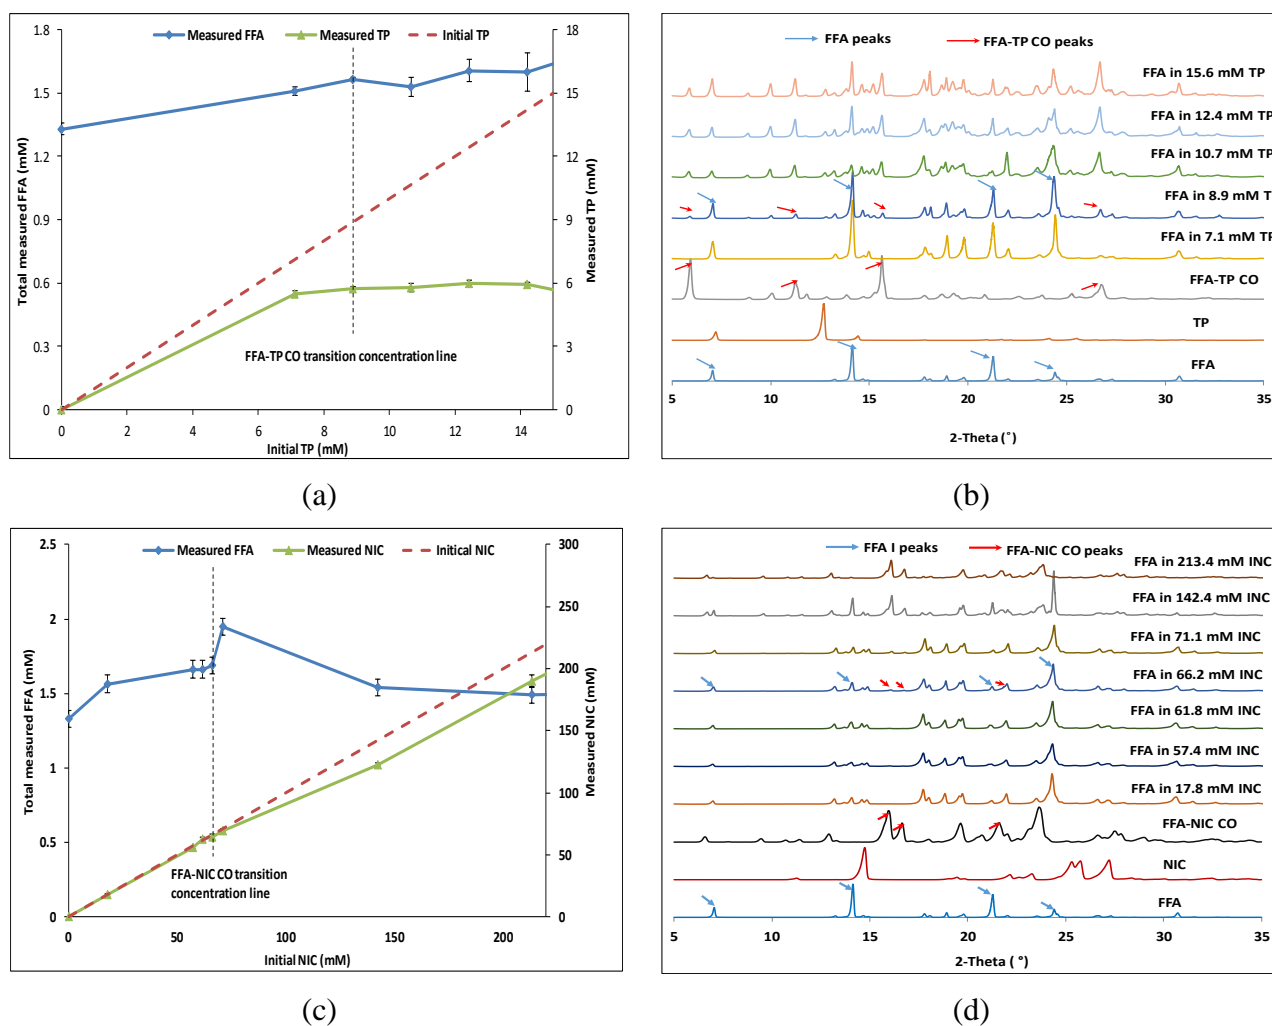 Measured FFA
Measured TP
Initial TP
1.8
1.5
1.2
0.9
0.6
0.3
0
18
15
12
9
6
3
0
Total measured FFA (mM)
Measured TP (mM)
FFA-TP CO transition concentration line
0 2 4 6 8 10 12 14
Initial TP (mM)
(a)
FFA peaks
FFA-TP CO peaks
FFA in 15.6 mM TP
FFA in 12.4 mM TP
FFA in 10.7 mM TP
FFA in 8.9 mM T
FFA in 7.1 mM TP
FFA-TP CO
TP
FFA
5 10 15 20 25 30 35
2-Theta (˚)
(b)
Measured FFA
Measured NIC
Initical NIC
2.5
2
1.5
1
0.5
0
300
250
200
150
100
50
0
Total measured FFA (mM)
Measured NIC (mM)
FFA-NIC CO transition
concentration line
0 50 100 150 200
Initial NIC (mM)
(c)
FFA I peaks
FFA-NIC CO peaks
FFA in 213.4 mM INC
FFA in 142.4 mM INC
FFA in 71.1 mM INC
FFA in 66.2 mM INC
FFA in 61.8 mM INC
FFA in 57.4 mM INC
FFA in 17.8 mM INC
FFA-NIC CO
NIC
FFA
5 10 15 20 25 30 35
2-Theta ( ˚)
(d)